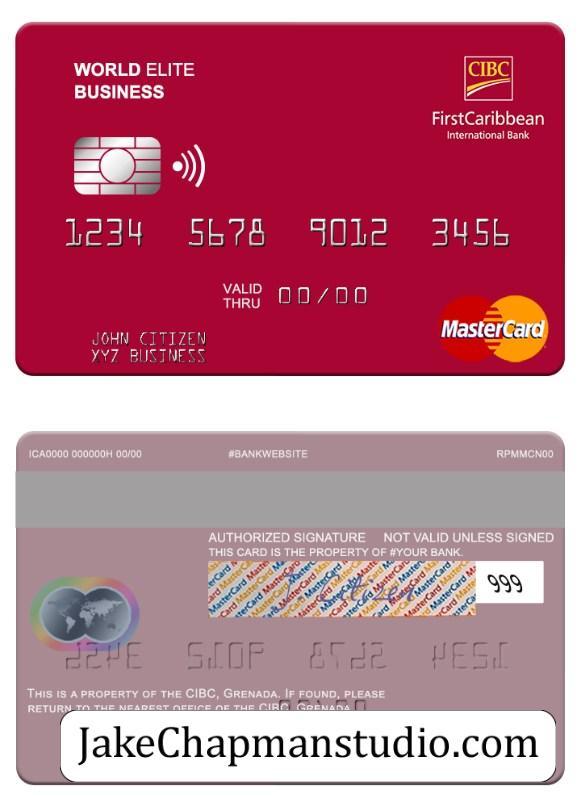 WORLD ELITE
BUSINESS
CIBC
FirstCaribbean
International Bank
1234 5678 9012 3456
VALID
THRU
00/00
JOHN CITIZEN
XYZ BUSINESS
MasterCard
ICA0000 000000H 00/00 #BANKWEBSITE RPMMCN00
AUTHORIZED SIGNATURE NOT VALID UNLESS SIGNED
THIS CARD IS THE PROPERTY OF #YOUR BANK.
999
THIS IS A PROPERTY OF THE CIBC, GRENADA. IF FOUND, PLEASE
RETURN TO THE NEAREST OFFICE OF THE CIBC, GRENADA
JakeChapmanstudio.com